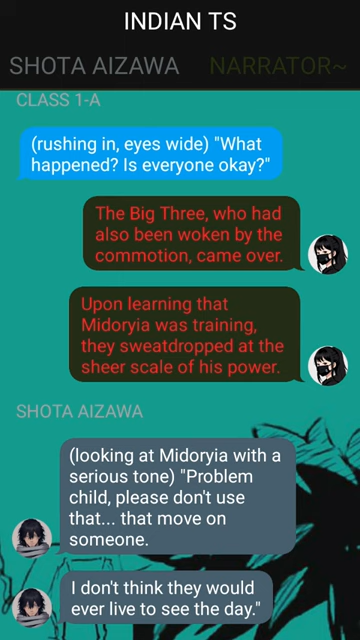 INDIAN TS
SHOTA AIZAWA NARRATOR~
CLASS 1-A
(rushing in, eyes wide) "What
happened? Is everyone okay?"
The Big Three, who had
also been woken by the
commotion, came over.
Upon learning that
Midoryia was training,
they sweatdropped at the
sheer scale of his power.
SHOTA AIZAWA
(looking at Midoryia with a
serious tone) "Problem
child, please don't use
that... that move on
someone.
I don't think they would
ever live to see the day."